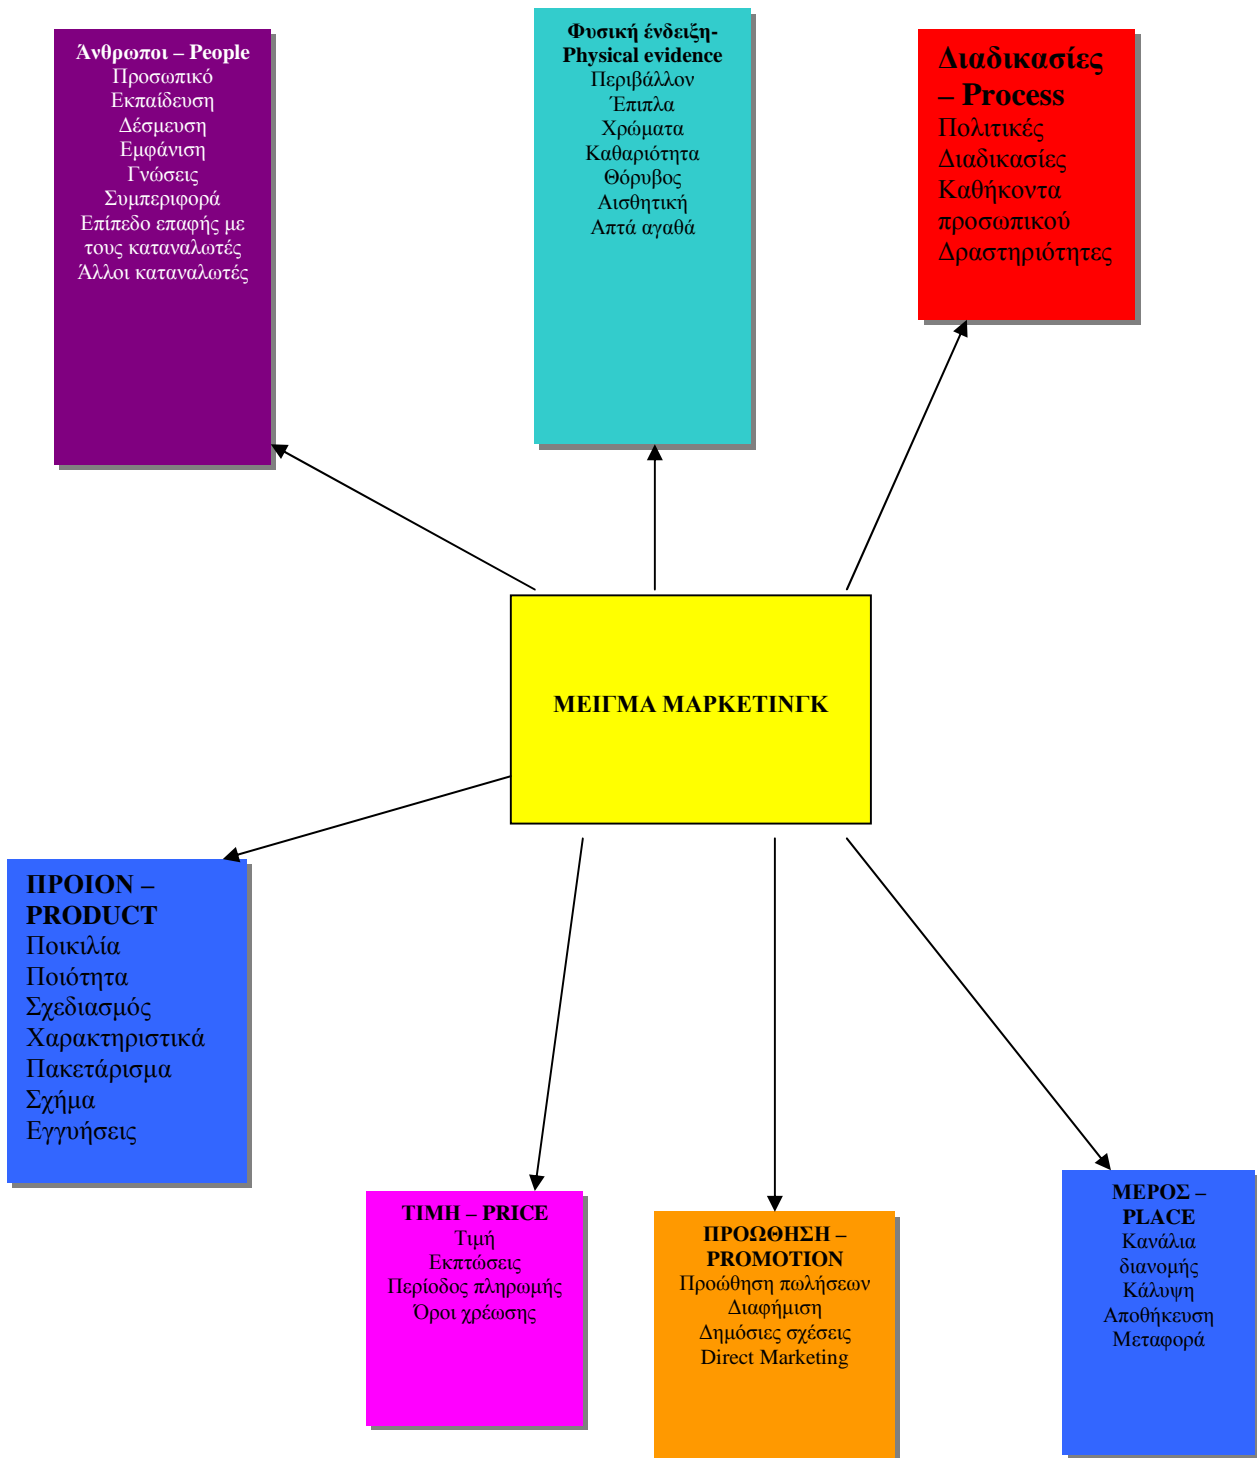 Άνθρωποι – People
Προσωπικό
Εκπαίδευση
Δέσμευση
Εμφάνιση
Γνώσεις
Συμπεριφορά
Επίπεδο επαφής με
τους καταναλωτές
Άλλοι καταναλωτές
Φυσική ένδειξη-
Physical evidence
Περιβάλλον
Έπιπλα
Χρώματα
Καθαριότητα
Θόρυβος
Αισθητική
Απτά αγαθά
Διαδικασίες
– Process
Πολιτικές
Διαδικασίες
Καθήκοντα
προσωπικού
Δραστηριότητες
ΜΕΙΓΜΑ ΜΑΡΚΕΤΙΝΓΚ
ΠΡΟΙΟΝ –
PRODUCT
Ποικιλία
Ποιότητα
Σχεδιασμός
Χαρακτηριστικά
Πακετάρισμα
Σχήμα
Εγγυήσεις
ΤΙΜΗ – PRICE
Τιμή
Εκπτώσεις
Περίοδος πληρωμής
Όροι χρέωσης
ΠΡΟΩΘΗΣΗ –
PROMOTION
Προώθηση πωλήσεων
Διαφήμιση
Δημόσιες σχέσεις
Direct Marketing
ΜΕΡΟΣ –
PLACE
Κανάλια
διανομής
Κάλυψη
Αποθήκευση
Μεταφορά